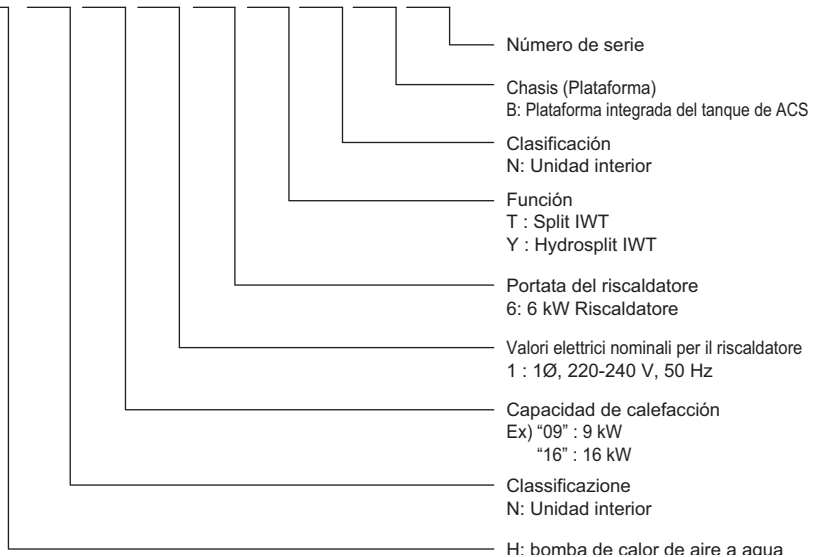 Número de serie
Chasis (Plataforma)
B: Plataforma integrada del tanque de ACS
Clasificación
N: Unidad interior
Función
T : Split IWT
Y : Hydrosplit IWT
Portata del riscaldatore
6: 6 kW Riscaldatore
Valori elettrici nominali per il riscaldatore
1 : 1Ø, 220-240 V, 50 Hz
Capacidad de calefacción
Ex) “09” : 9 kW
“16” : 16 kW
Classificazione
N: Unidad interior
H: bomba de calor de aire a agua